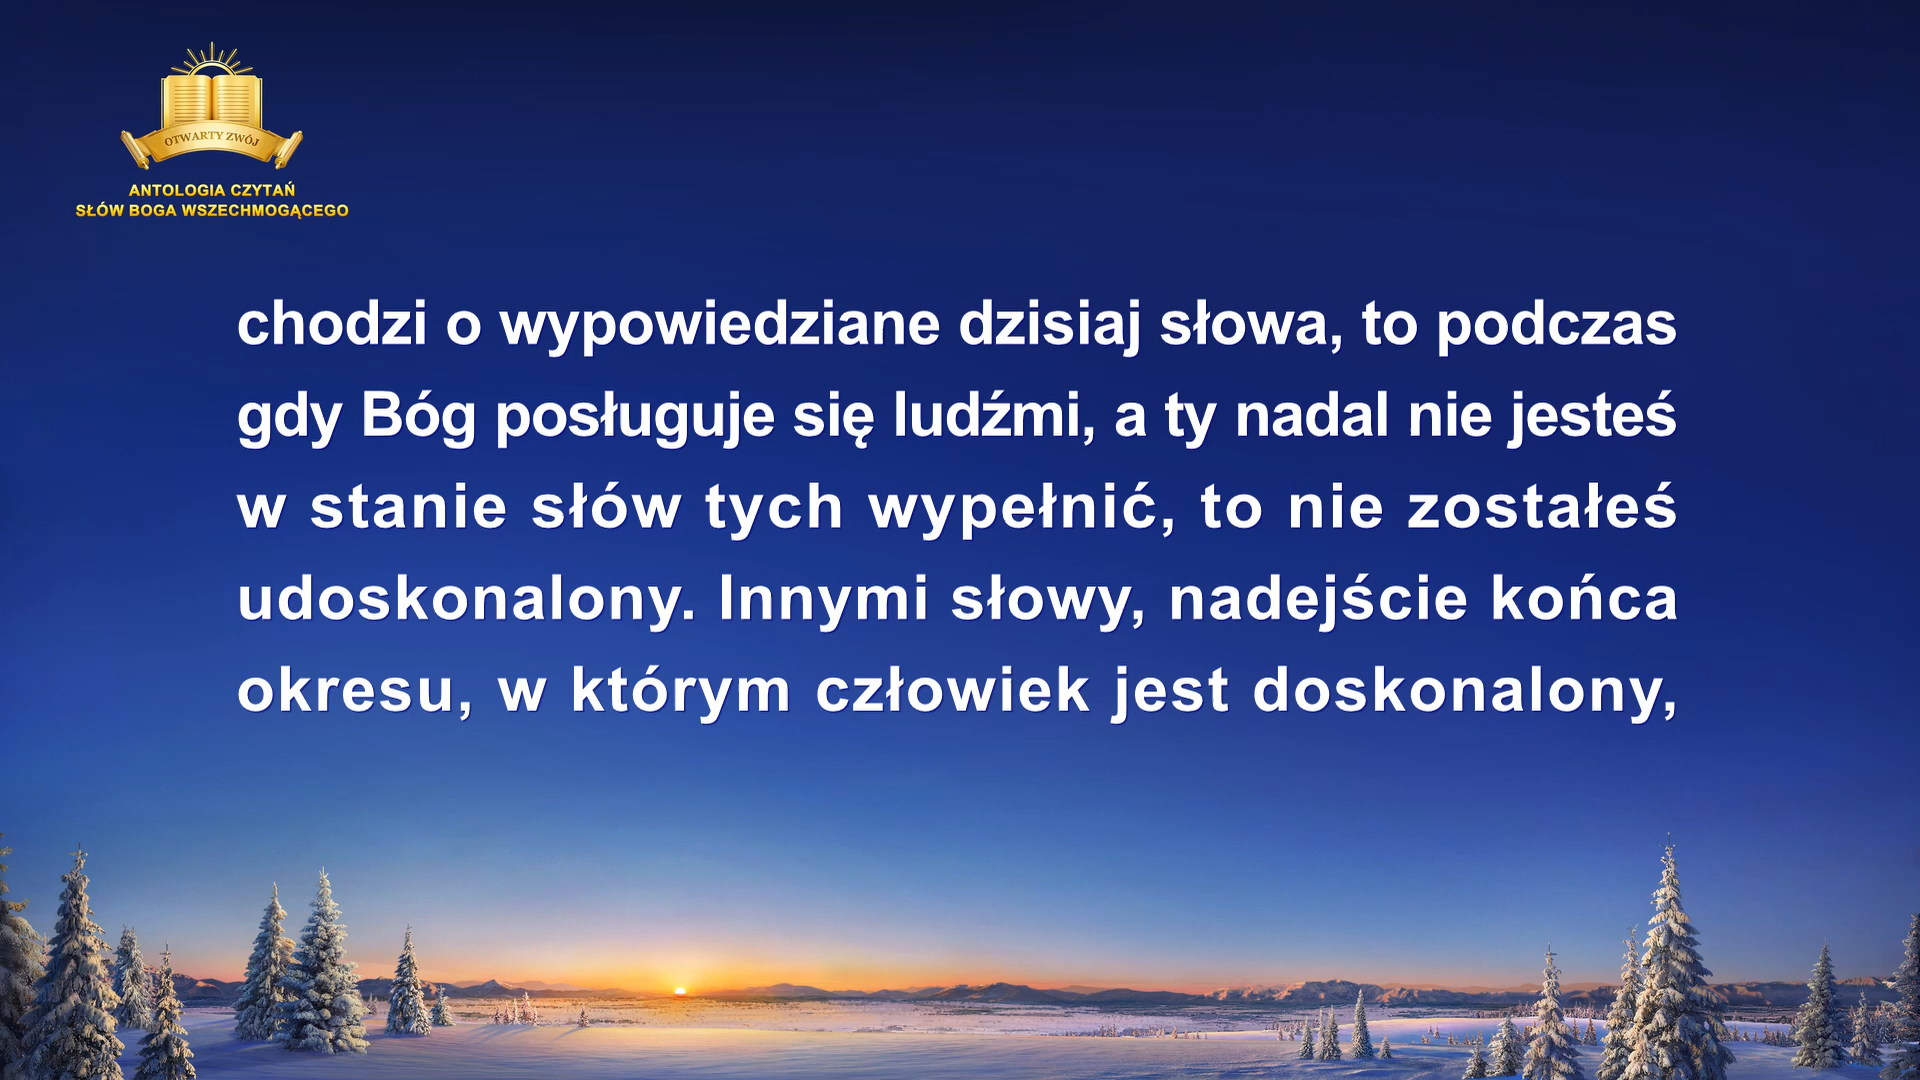 OTWARTY ZWÓJ
ANTOLOGIA CZYTAŃ
SŁÓW BOGA WSZECHMOGĄCEGO
chodzi o wypowiedziane dzisiaj słowa, to podczas
gdy Bóg posługuje się ludźmi, a ty nadal nie jesteś
w stanie słów tych wypełnić, to nie zostałeś
udoskonalony. Innymi słowy, nadejście końca
okresu, w którym człowiek jest doskonalony,